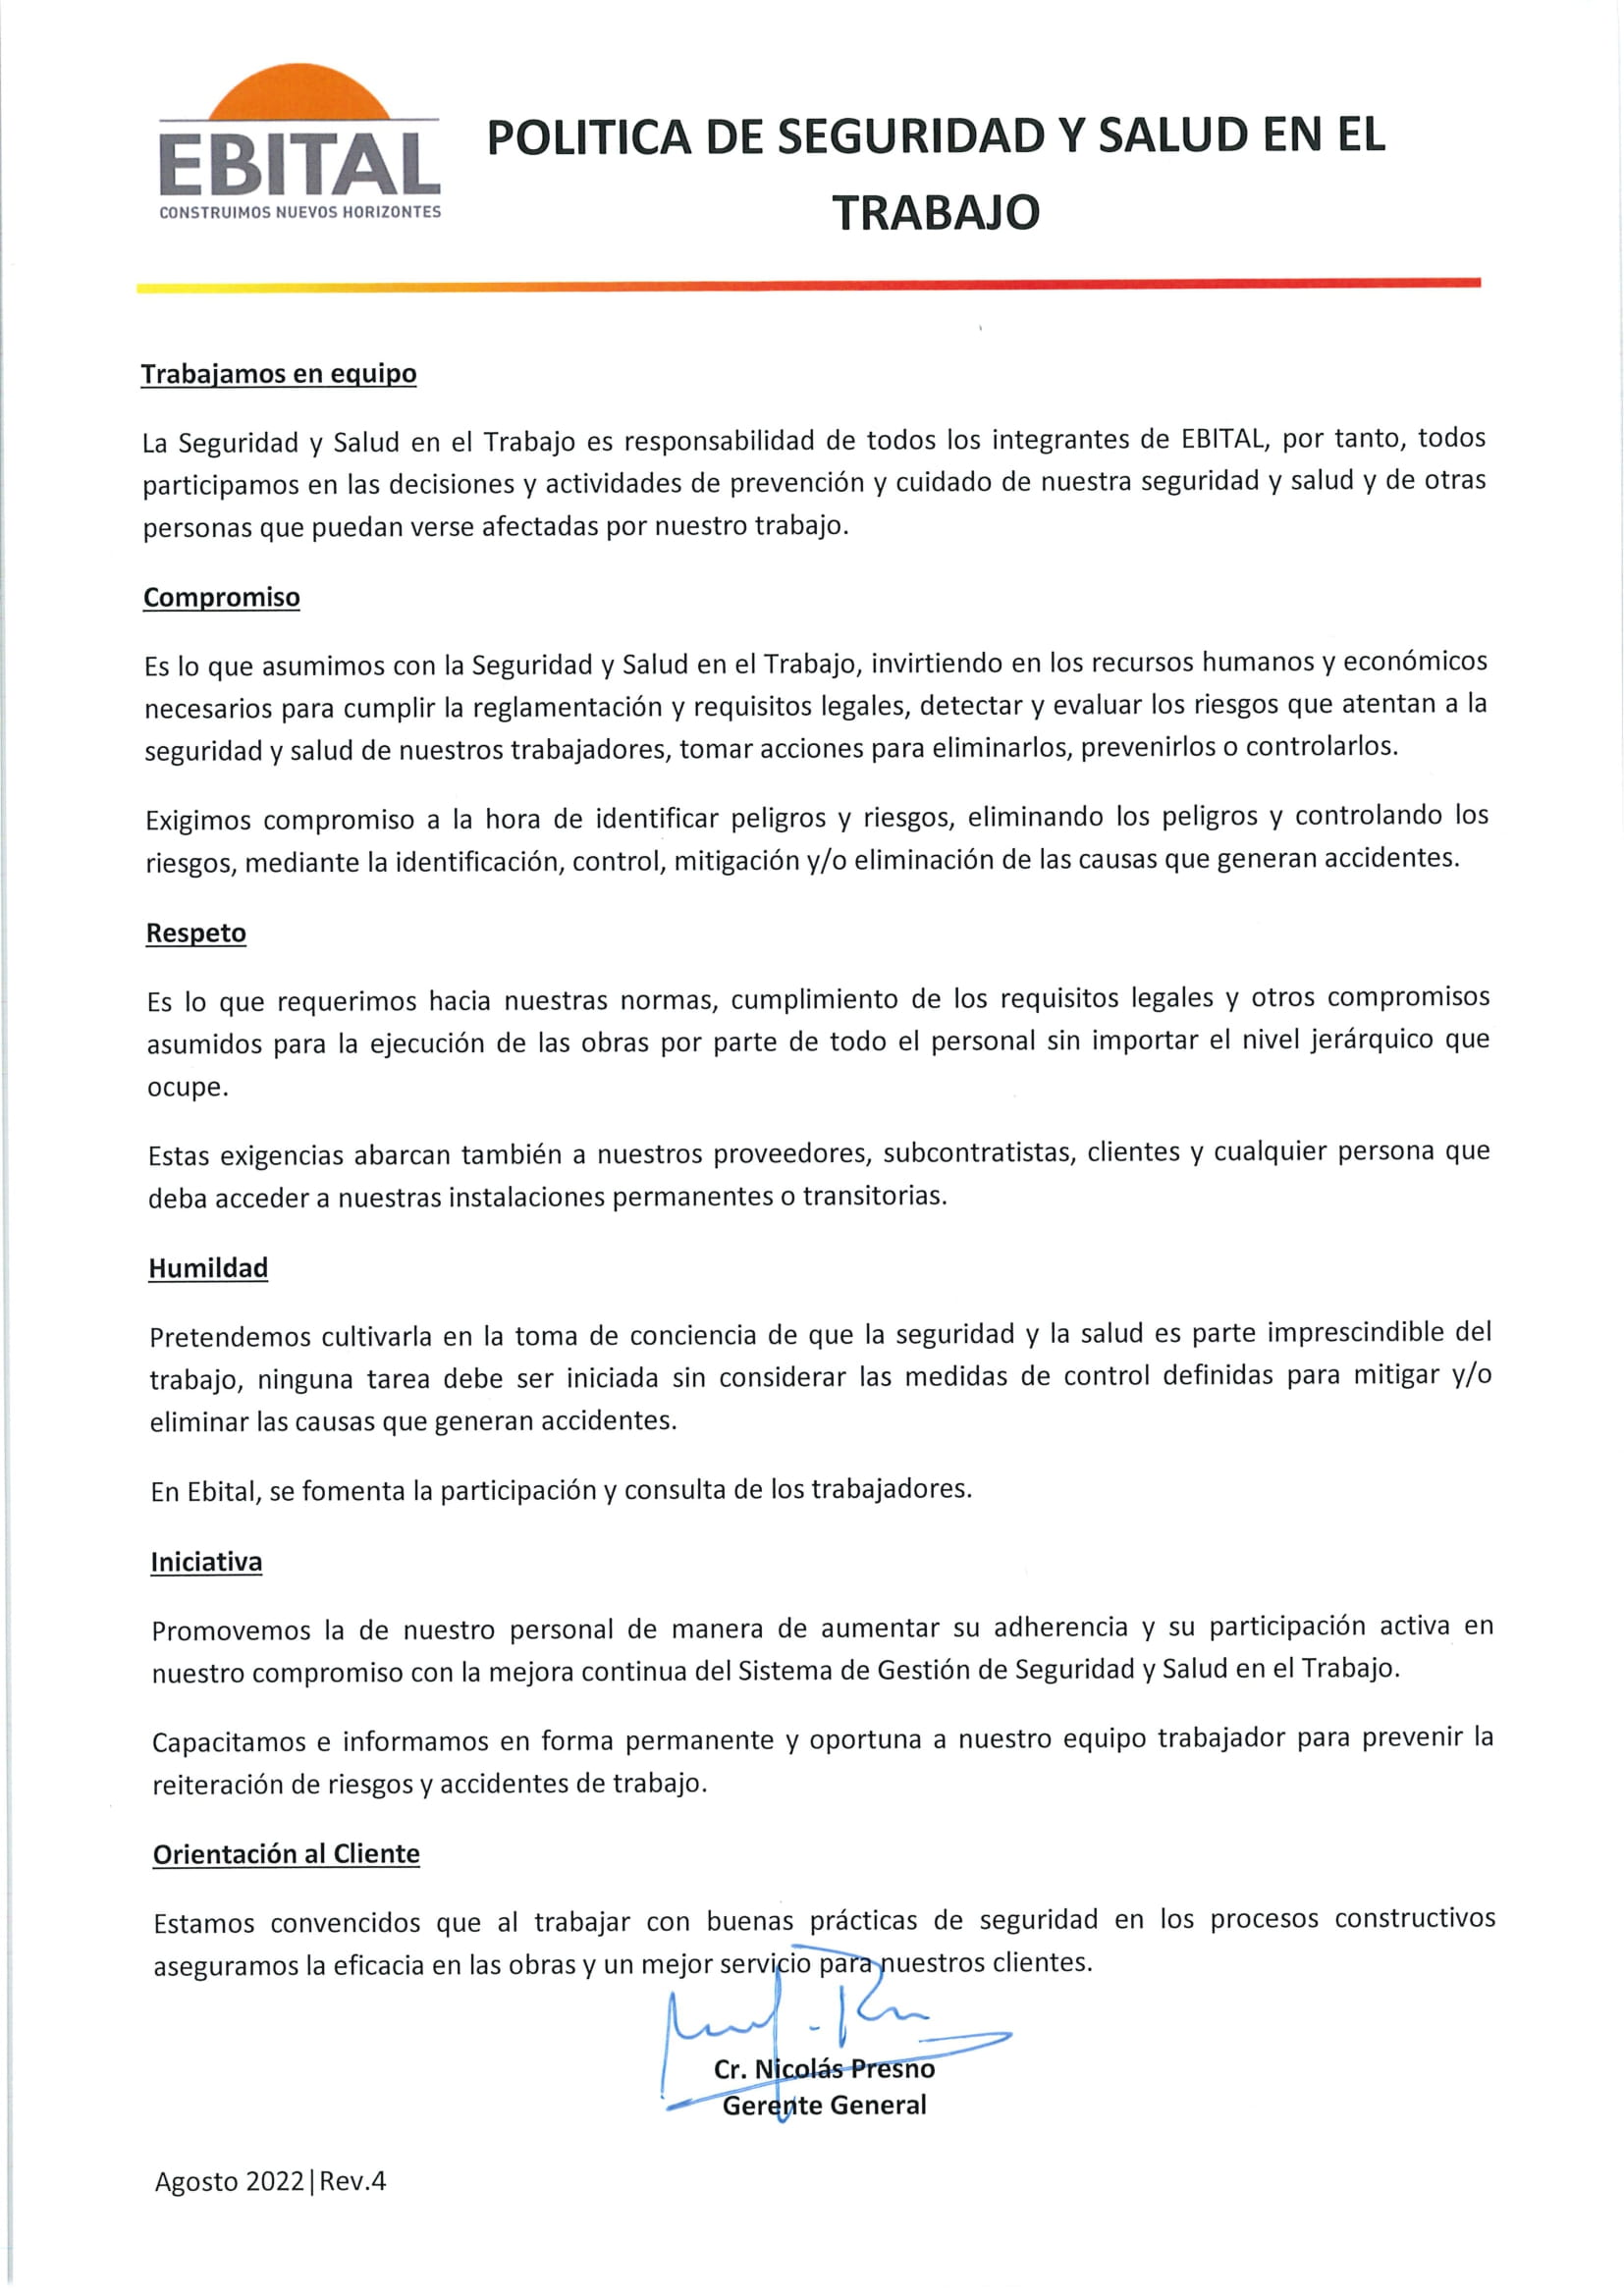 EBITAL
CONSTRUIMOS NUEVOS HORIZONTES
POLITICA DE SEGURIDAD Y SALUD EN EL
TRABAJO
Trabajamos en equipo
La Seguridad y Salud en el Trabajo es responsabilidad de todos los integrantes de EBITAL, por tanto, todos
participamos en las decisiones y actividades de prevención y cuidado de nuestra seguridad y salud y de otras
personas que puedan verse afectadas por nuestro trabajo.
Compromiso
Es lo que asumimos con la Seguridad y Salud en el Trabajo, invirtiendo en los recursos humanos y económicos
necesarios para cumplir la reglamentación y requisitos legales, detectar y evaluar los riesgos que atentan a la
seguridad y salud de nuestros trabajadores, tomar acciones para eliminarlos, prevenirlos o controlarlos.
Exigimos compromiso a la hora de identificar peligros y riesgos, eliminando los peligros y controlando los
riesgos, mediante la identificación, control, mitigación y/o eliminación de las causas que generan accidentes.
Respeto
Es lo que requerimos hacia nuestras normas, cumplimiento de los requisitos legales y otros compromisos
asumidos para la ejecución de las obras por parte de todo el personal sin importar el nivel jerárquico que
ocupe.
Estas exigencias abarcan también a nuestros proveedores, subcontratistas, clientes y cualquier persona que
deba acceder a nuestras instalaciones permanentes o transitorias.
Humildad
Pretendemos cultivarla en la toma de conciencia de que la seguridad y la salud es parte imprescindible del
trabajo, ninguna tarea debe ser iniciada sin considerar las medidas de control definidas para mitigar y/o
eliminar las causas que generan accidentes.
En Ebital, se fomenta la participación y consulta de los trabajadores.
Iniciativa
Promovemos la de nuestro personal de manera de aumentar su adherencia y su participación activa en
nuestro compromiso con la mejora continua del Sistema de Gestión de Seguridad y Salud en el Trabajo.
Capacitamos e informamos en forma permanente y oportuna a nuestro equipo trabajador para prevenir la
reiteración de riesgos y accidentes de trabajo.
Orientación al Cliente
Estamos convencidos que al trabajar con buenas prácticas de seguridad en los procesos constructivos
aseguramos la eficacia en las obras y un mejor servicio para nuestros clientes.
Cr. Nicolás Presno
Gerente General
Agosto 2022|Rev.4